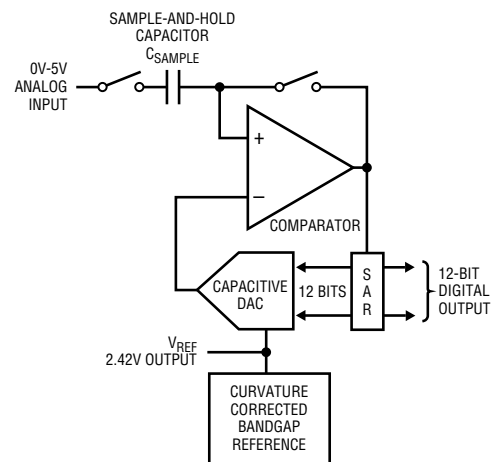 SAMPLE-AND-HOLD
CAPACITOR
CSAMPLE
0V-5V
ANALOG
INPUT
+
–
COMPARATOR
CAPACITIVE
DAC
12 BITS
S
A
R
12-BIT
DIGITAL
OUTPUT
VREF
2.42V OUTPUT
CURVATURE
CORRECTED
BANDGAP
REFERENCE